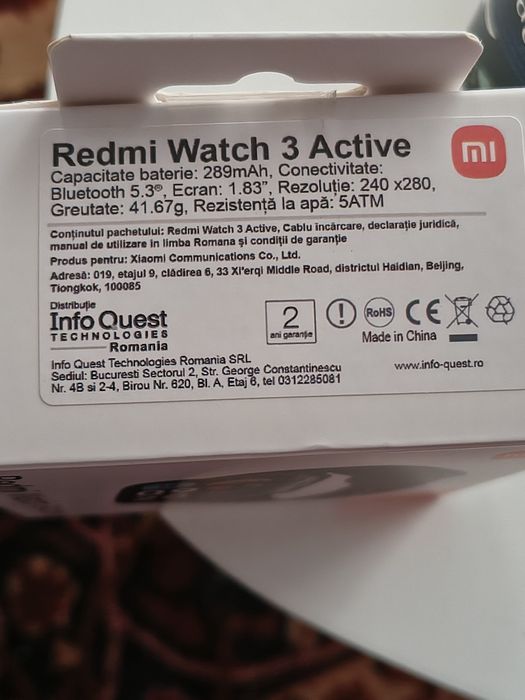 Redmi Watch 3 Active
Capacitate baterie: 289mAh, Conectivitate:
Bluetooth 5.3®, Ecran: 1.83”, Rezoluție: 240 x280,
Greutate: 41.67g, Rezistență la apă: 5ATM
mi
Conținutul pachetului: Redmi Watch 3 Active, Cablu încărcare, declarație juridică,
manual de utilizare in limba Romana și condiții de garanție
Produs pentru: Xiaomi Communications Co., Ltd.
Adresă: 019, etajul 9, clădirea 6, 33 Xi'erqi Middle Road, districtul Haidian, Beijing,
Tiongkok, 100085
Distribuție
Info Quest
TECHNOLOGIES
Romania
2
ani garanție
RoHS
CE
Made in China
Info Quest Technologies Romania SRL
Sediul: Bucuresti Sectorul 2, Str. George Constantinescu
Nr. 4B si 2-4, Birou Nr. 620, Bl. A, Etaj 6, tel 0312285081
www.info-quest.ro